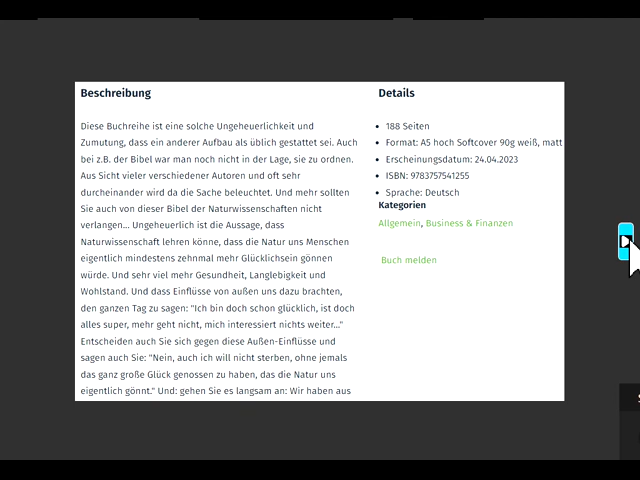 Beschreibung
Diese Buchreihe ist eine solche Ungeheuerlichkeit und
Zumutung, dass ein anderer Aufbau als üblich gestattet sei. Auch
bei z.B. der Bibel war man noch nicht in der Lage, sie zu ordnen.
Aus Sicht vieler verschiedener Autoren und oft sehr
durcheinander wird da die Sache beleuchtet. Und mehr sollten
Sie auch von dieser Bibel der Naturwissenschaften nicht
verlangen... Ungeheuerlich ist die Aussage, dass
Naturwissenschaft lehren könne, dass die Natur uns Menschen
eigentlich mindestens zehnmal mehr Glücklichsein gönnen
würde. Und sehr viel mehr Gesundheit, Langlebigkeit und
Wohlstand. Und dass Einflüsse von außen uns dazu brachten,
den ganzen Tag zu sagen: "Ich bin doch schon glücklich, ist doch
alles super, mehr geht nicht, mich interessiert nichts weiter..."
Entscheiden auch Sie sich gegen diese Außen-Einflüsse und
sagen auch Sie: "Nein, auch ich will nicht sterben, ohne jemals
das ganz große Glück genossen zu haben, das die Natur uns
eigentlich gönnt." Und: gehen Sie es langsam an: Wir haben aus
Details
188 Seiten
Format: A5 hoch Softcover 90g weiß, matt
Erscheinungsdatum: 24.04.2023
ISBN: 9783757541255
Sprache: Deutsch
Kategorien
Allgemein, Business & Finanzen
Buch melden